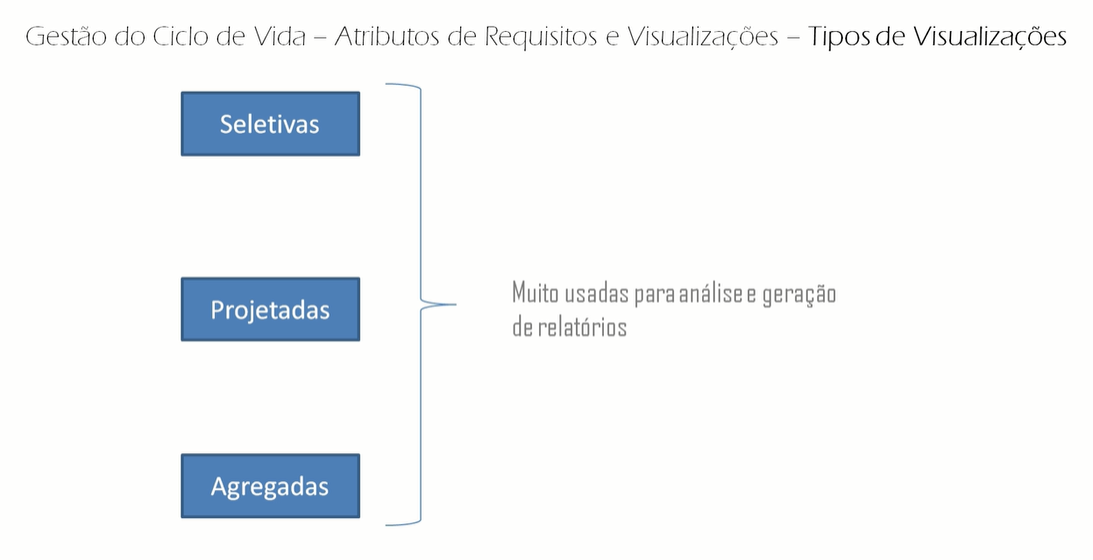 Gestão do Ciclo de Vida – Atributos de Requisitos e Visualizações – Tipos de Visualizações
Seletivas
Projetadas
Muito usadas para análise e geração
de relatórios
Agregadas